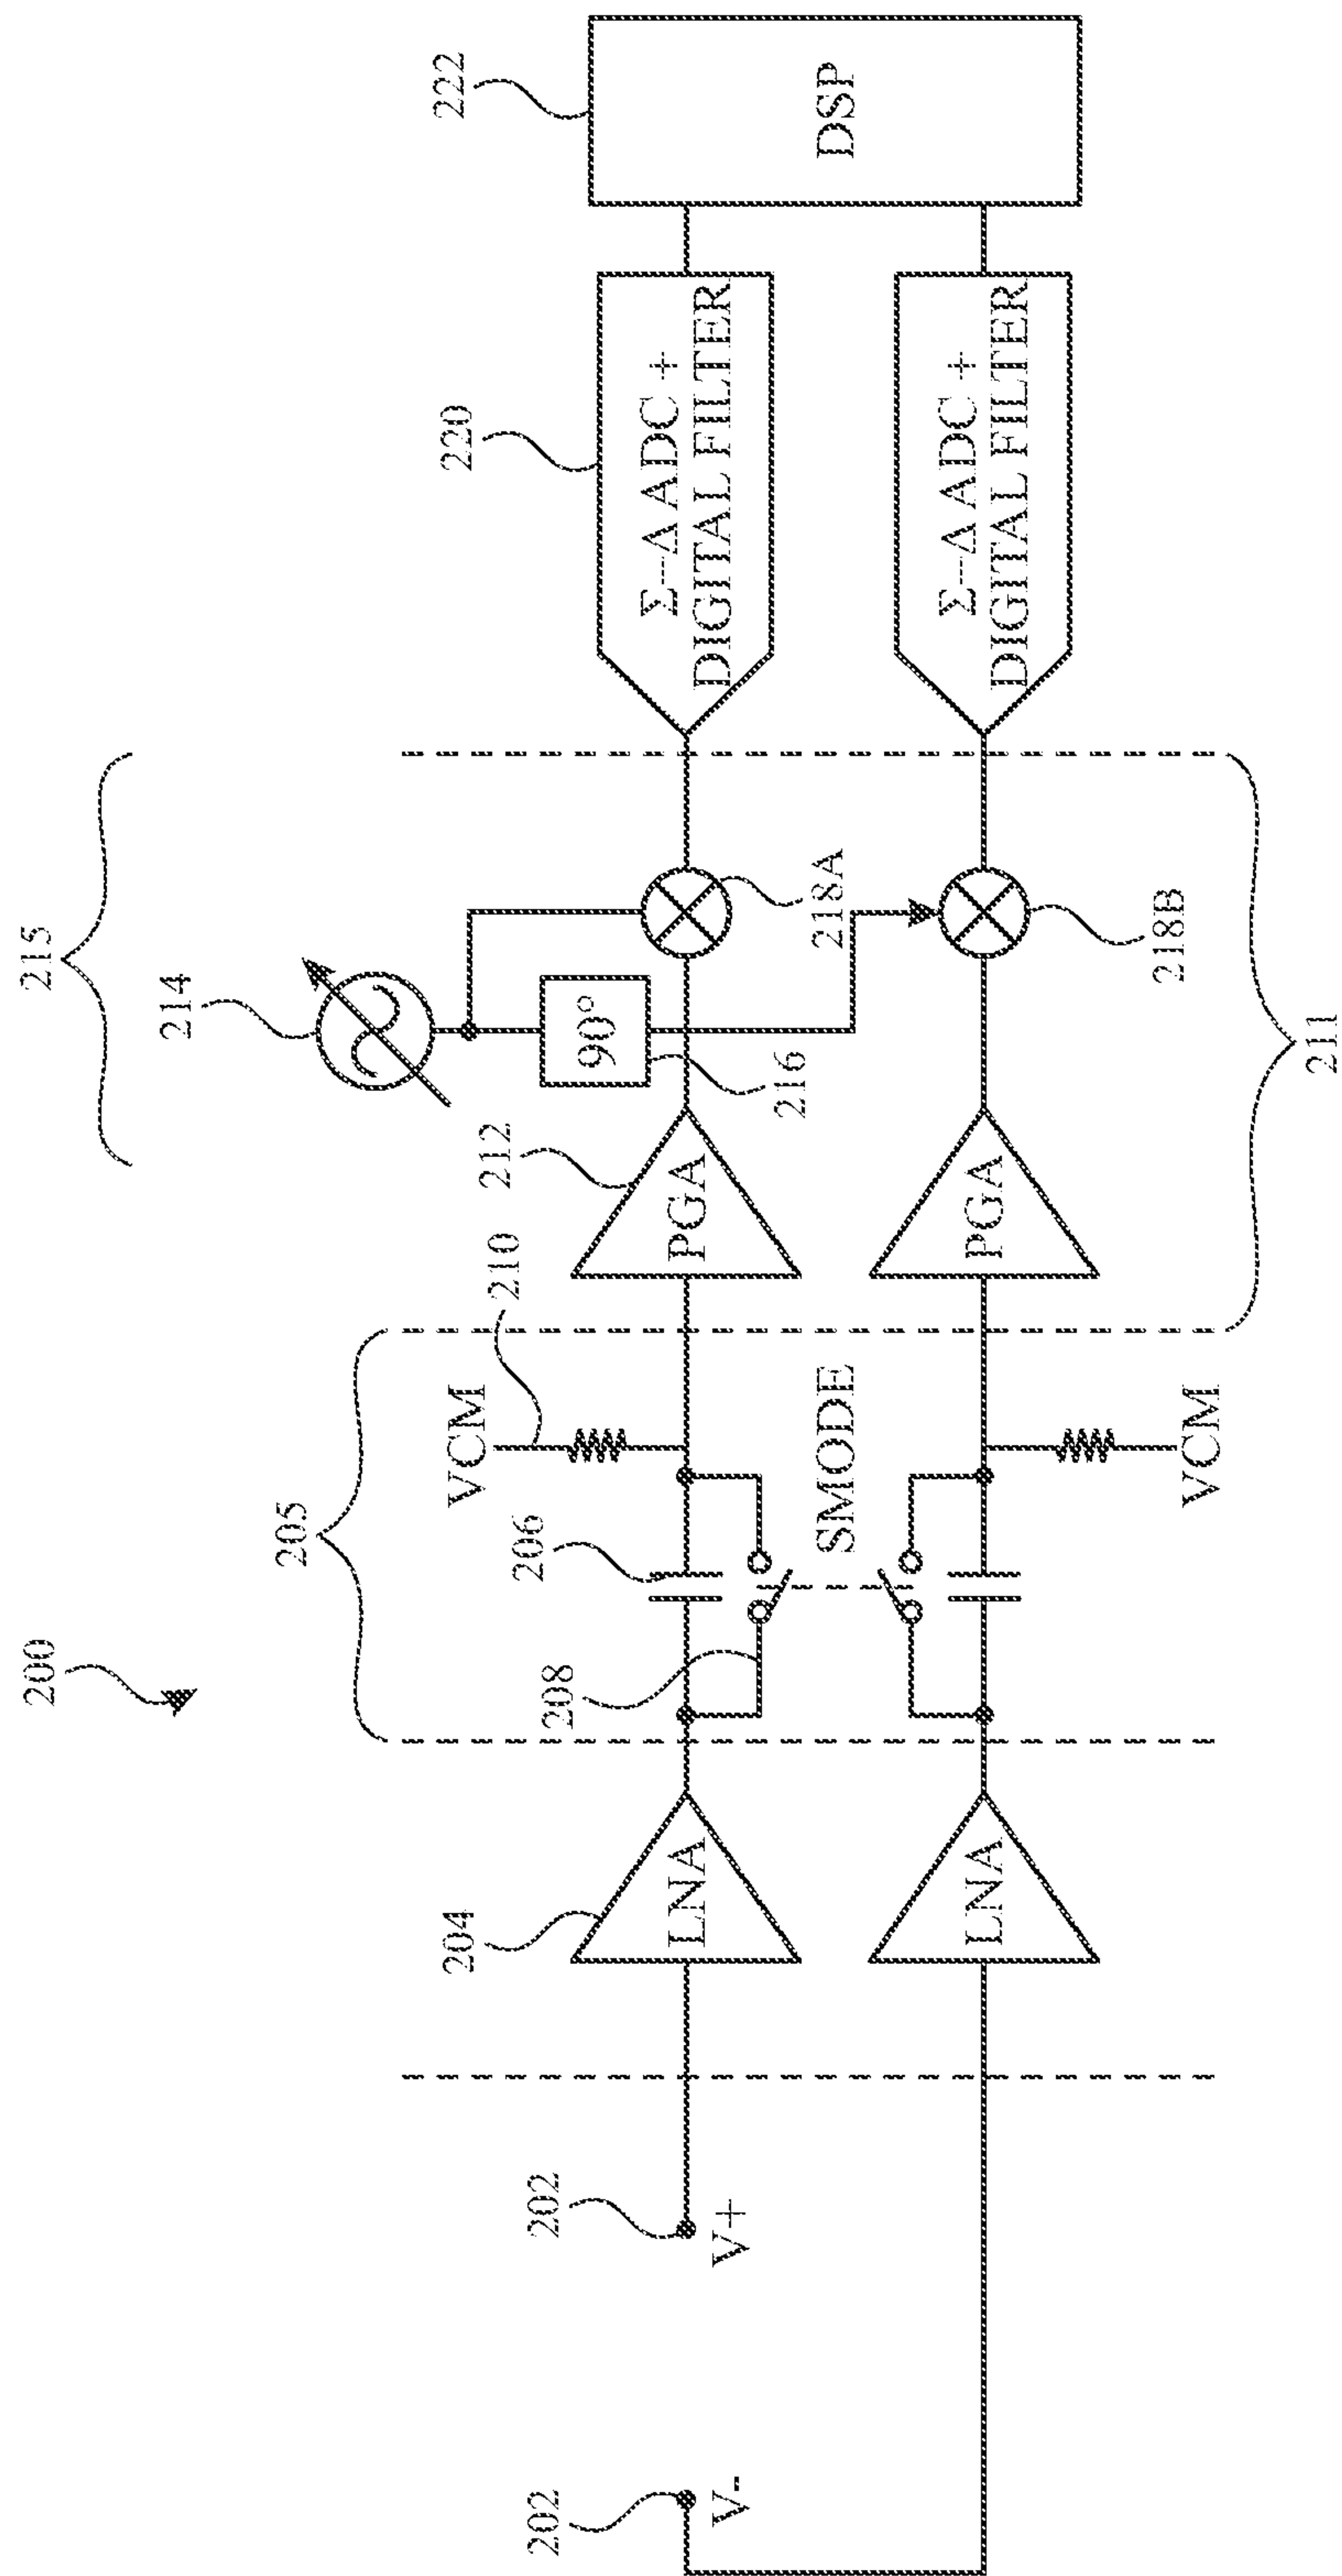 200
215
214
222
220
205
VCM
210
212
206
216
218A
90°
208
204
202
V-
202
V+
LNA
PGA
Σ--Δ ADC +
DIGITAL FILTER
DSP
SMODE
LNA
PGA
218B
Σ--Δ ADC +
DIGITAL FILTER
VCM
211